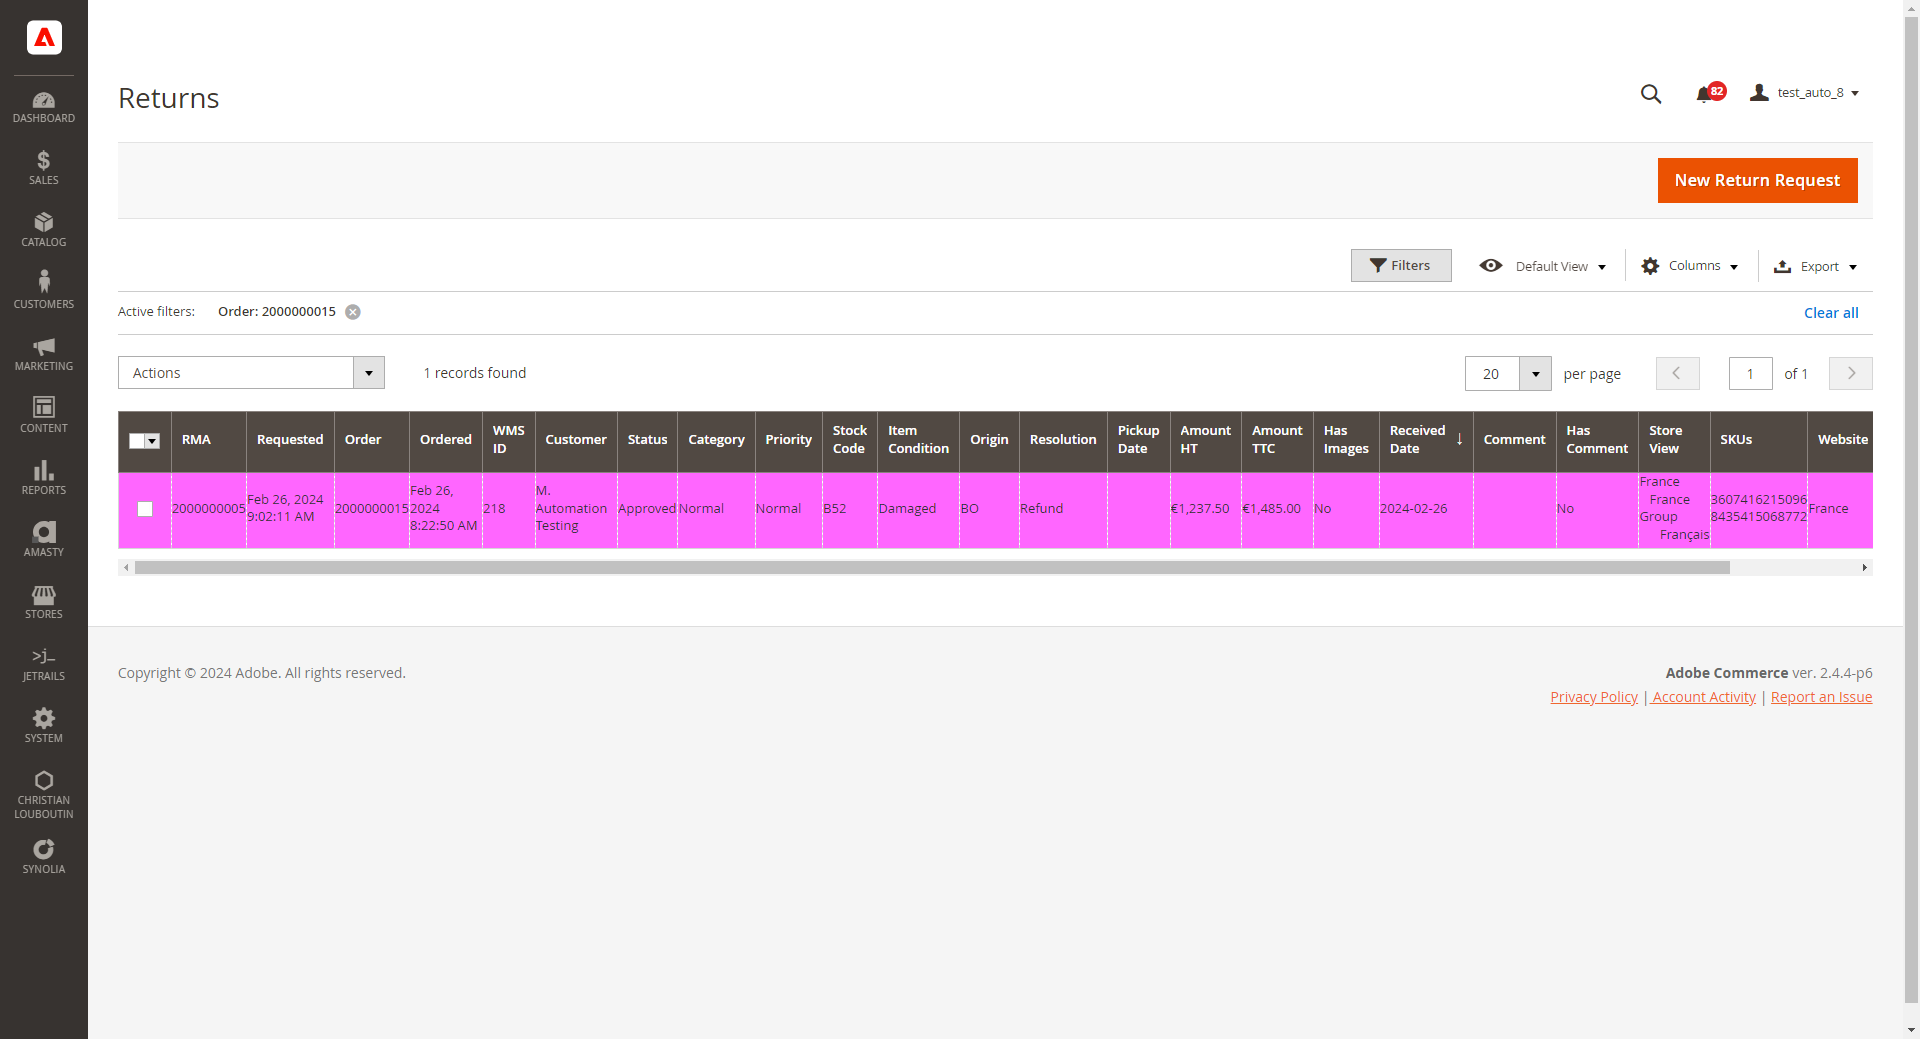 DASHBOARD
SALES
CATALOG
CUSTOMERS
MARKETING
CONTENT
REPORTS
AMASTY
STORES
>j_
JETRAILS
SYSTEM
CHRISTIAN
LOUBOUTIN
SYNOLIA
Returns
82
test_auto_8
New Return Request
Filters
Default View
Columns
Export
Active filters: Order: 2000000015
Clear all
Actions
1 records found
20 per page
1 of 1
RMA
Requested
Order
Ordered
WMS
ID
Customer
Status
Category
Priority
Stock
Code
Item
Condition
Origin
Resolution
Pickup
Date
Amount
HT
Amount
TTC
Has
Images
Received
Date ↓
Comment
Has
Comment
Store
View
SKUs
Website
2000000005
Feb 26, 2024
9:02:11 AM
2000000015
Feb 26,
2024
8:22:50 AM
218
M.
Automation
Testing
Approved
Normal
Normal
B52
Damaged
BO
Refund
€1,237.50
€1,485.00
No
2024-02-26
No
France
France
Group
Français
3607416215096
8435415068772
France
Copyright © 2024 Adobe. All rights reserved.
Adobe Commerce ver. 2.4.4-p6
Privacy Policy | Account Activity | Report an Issue